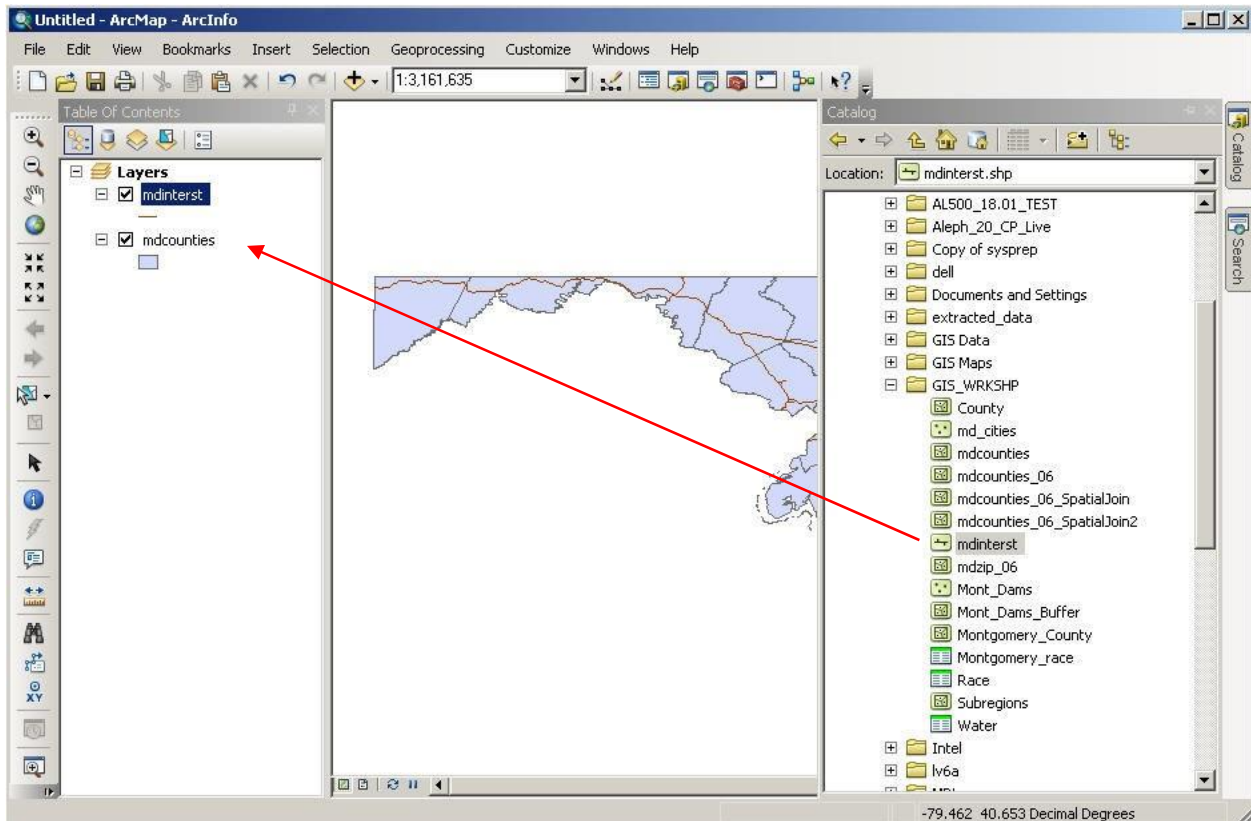 Untitled - ArcMap - ArcInfo
File Edit View Bookmarks Insert Selection Geoprocessing Customize Windows Help
1:3,161,635
Table Of Contents
Layers
mdinterst
mdcounties
Catalog
Location: mdinterst.shp
AL500_18.01_TEST
Aleph_20_CP_Live
Copy of sysprep
dell
Documents and Settings
extracted_data
GIS Data
GIS Maps
GIS_WRKSHP
County
md_cities
mdcounties
mdcounties_06
mdcounties_06_SpatialJoin
mdcounties_06_SpatialJoin2
mdinterst
mdzip_06
Mont_Dams
Mont_Dams_Buffer
Montgomery_County
Montgomery_race
Race
Subregions
Water
Intel
lv6a
Catalog
Search
XY
-79.462 40.653 Decimal Degrees